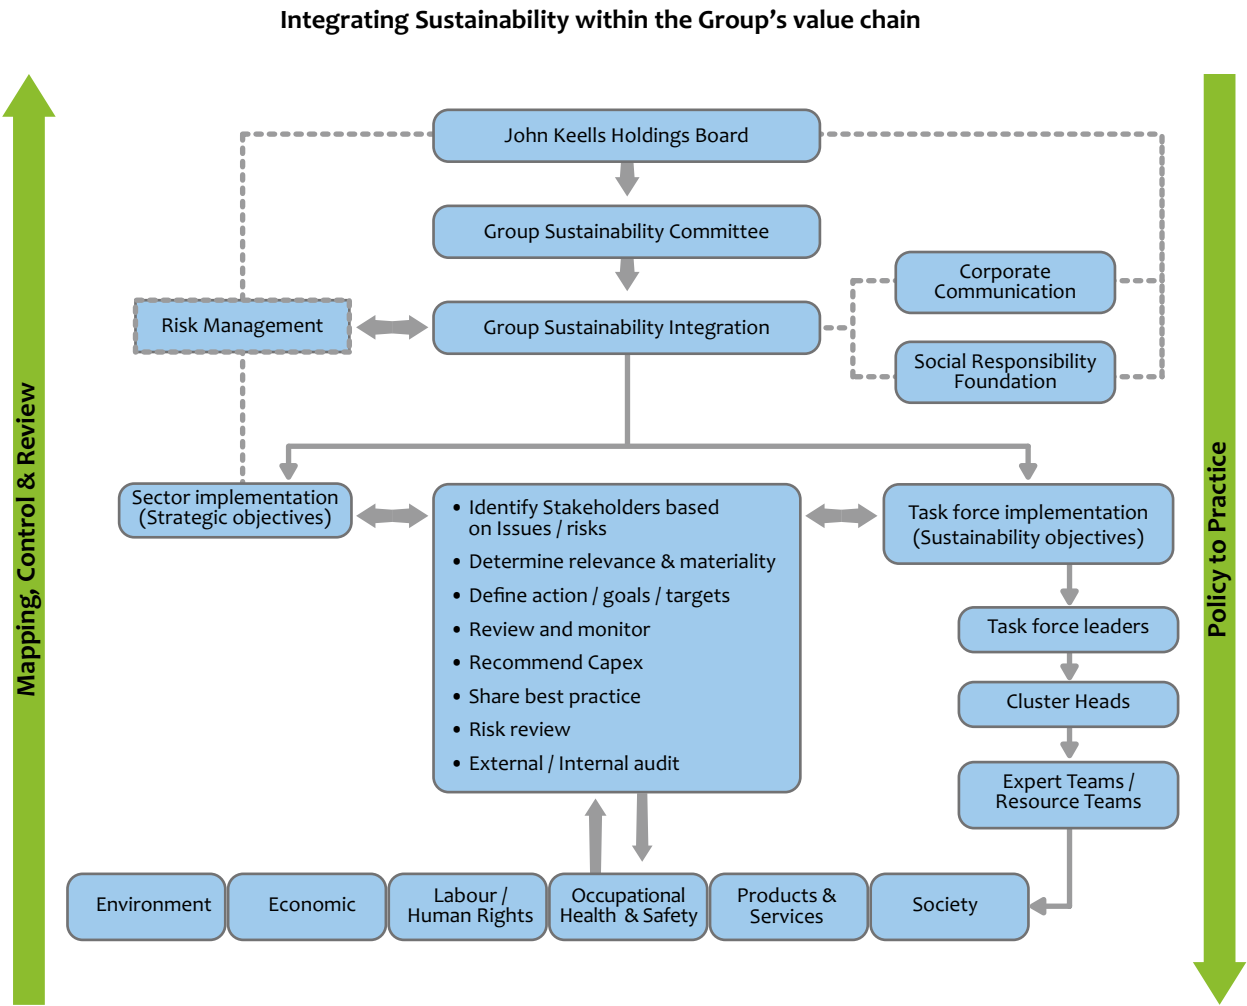 Integrating Sustainability within the Group's value chain
John Keells Holdings Board
Group Sustainability Committee
Corporate
Communication
Risk Management
Group Sustainability Integration
Social Responsibility
Foundation
Mapping, Control & Review
Policy to Practice
Sector implementation
(Strategic objectives)
• Identify Stakeholders based
on Issues / risks
• Determine relevance & materiality
• Define action / goals / targets
• Review and monitor
• Recommend Capex
• Share best practice
• Risk review
• External / Internal audit
Task force implementation
(Sustainability objectives)
Task force leaders
Cluster Heads
Expert Teams /
Resource Teams
Environment
Economic
Labour /
Human Rights
Occupational
Health & Safety
Products &
Services
Society